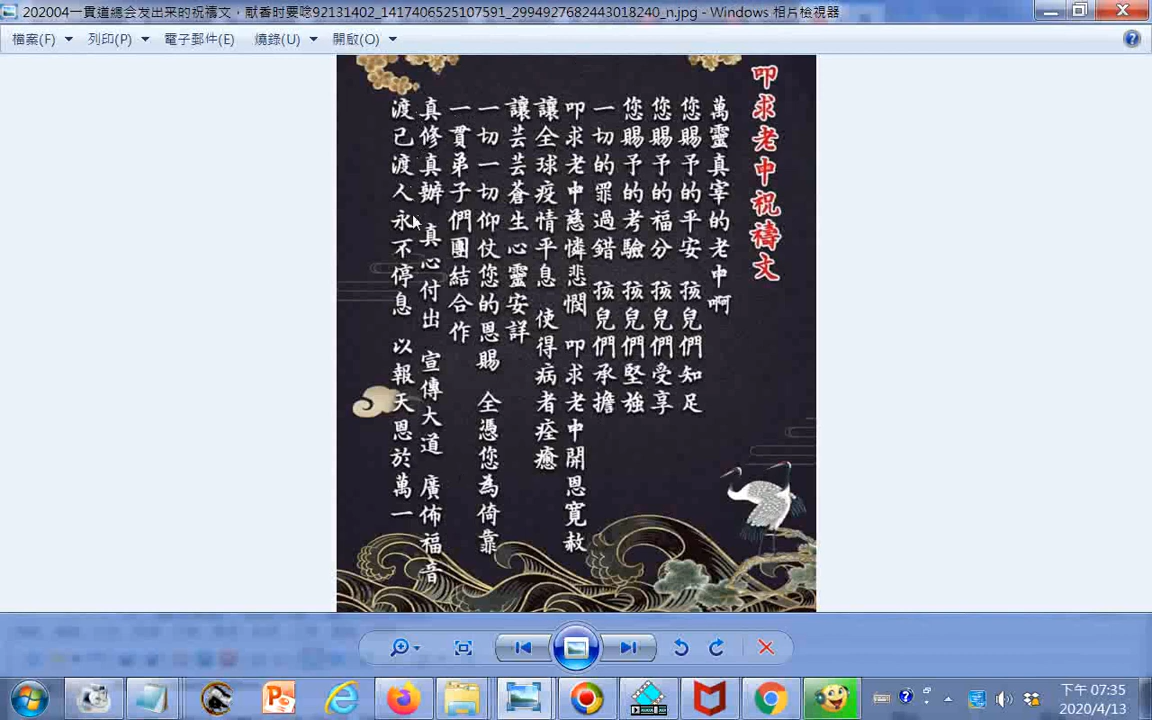 202004一貫道總会发出来的祝禱文，献香时要唸92131402_1417406525107591_2994927682443018240_n.jpg - Windows 相片檢視器
檔案(F) 列印(P) 電子郵件(E) 燒錄(U) 開啟(O)
叩求老中祝禱文
萬靈真宰的老中啊
您賜予的平安 孩兒們知足
您賜予的福分 孩兒們受享
您賜予的考驗 孩兒們堅強
一切的罪過錯 孩兒們承擔
叩求老中慈憐悲憫 叩求老中開恩寬赦
讓全球疫情平息 使得病者痊癒
讓芸芸蒼生心靈安詳
一切一切仰仗您的恩賜 全憑您為倚靠
一貫弟子們團結合作
真修真辦 真心付出 宣傳大道 廣佈福音
渡已渡人永不停息 以報天恩於萬一
下午 07:35
2020/4/13